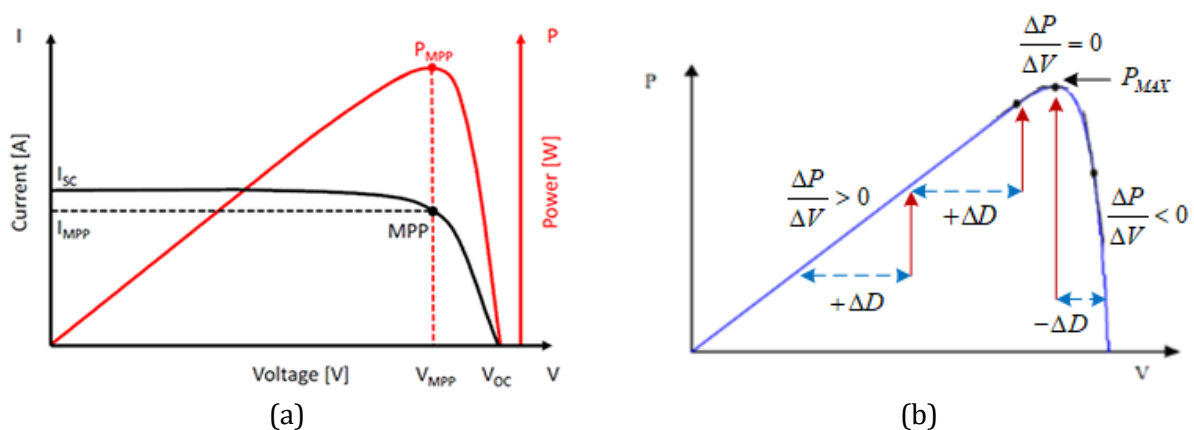 I
P
P_MPP
Current [A]
Power [W]
I_SC
I_MPP
MPP
Voltage [V]
V_MPP
V_OC
V
(a)
ΔP/ΔV = 0
P
P_MAX
ΔP/ΔV > 0
+ΔD
ΔP/ΔV < 0
+ΔD
−ΔD
V
(b)